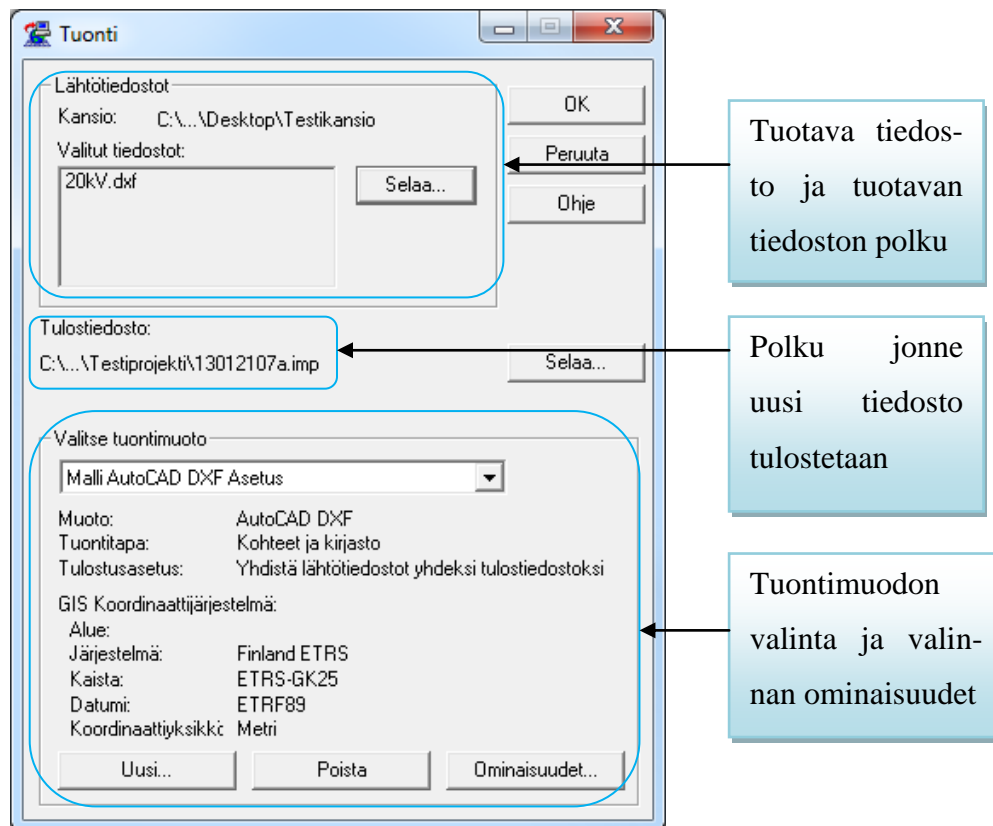 Tuonti
Lähtötiedostot
Kansio: C:\...\Desktop\Testikansio
Valitut tiedostot:
20kV.dxf
Selaa...
OK
Peruuta
Ohje
Tulostiedosto:
C:\...\Testiprojekti\13012107a.imp
Selaa...
Valitse tuontimuoto
Malli AutoCAD DXF Asetus
Muoto: AutoCAD DXF
Tuontitapa: Kohteet ja kirjasto
Tulostusasetus: Yhdistä lähtötiedostot yhdeksi tulostiedostoksi
GIS Koordinaattijärjestelmä:
Alue:
Järjestelmä: Finland ETRS
Kaista: ETRS-GK25
Datumi: ETRF89
Koordinaattiyksikkö Metri
Uusi...
Poista
Ominaisuudet...
Tuotava tiedos-
to ja tuotavan
tiedoston polku
Polku jonne
uusi tiedosto
tulostetaan
Tuontimuodon
valinta ja valin-
nan ominaisuudet